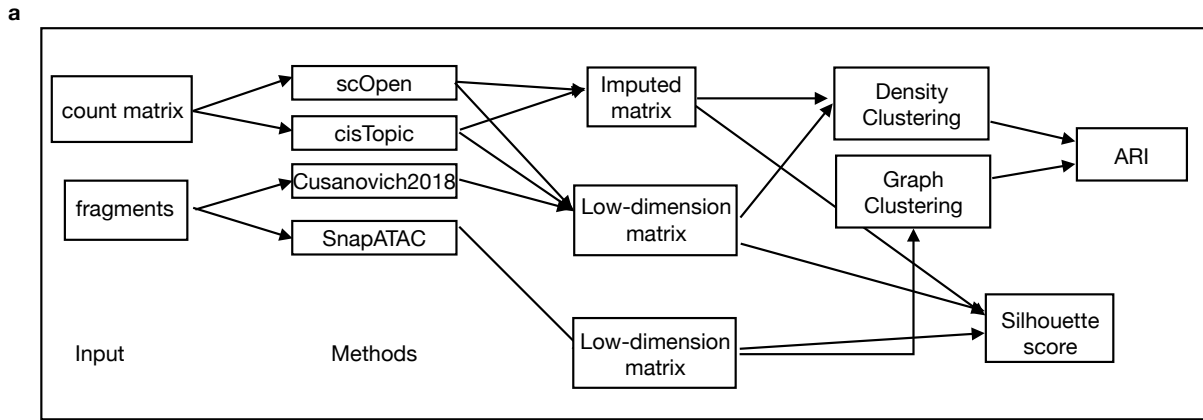 a
count matrix
fragments
Input
scOpen
cisTopic
Cusanovich2018
SnapATAC
Methods
Imputed
matrix
Low-dimension
matrix
Low-dimension
matrix
Density
Clustering
Graph
Clustering
ARI
Silhouette
score